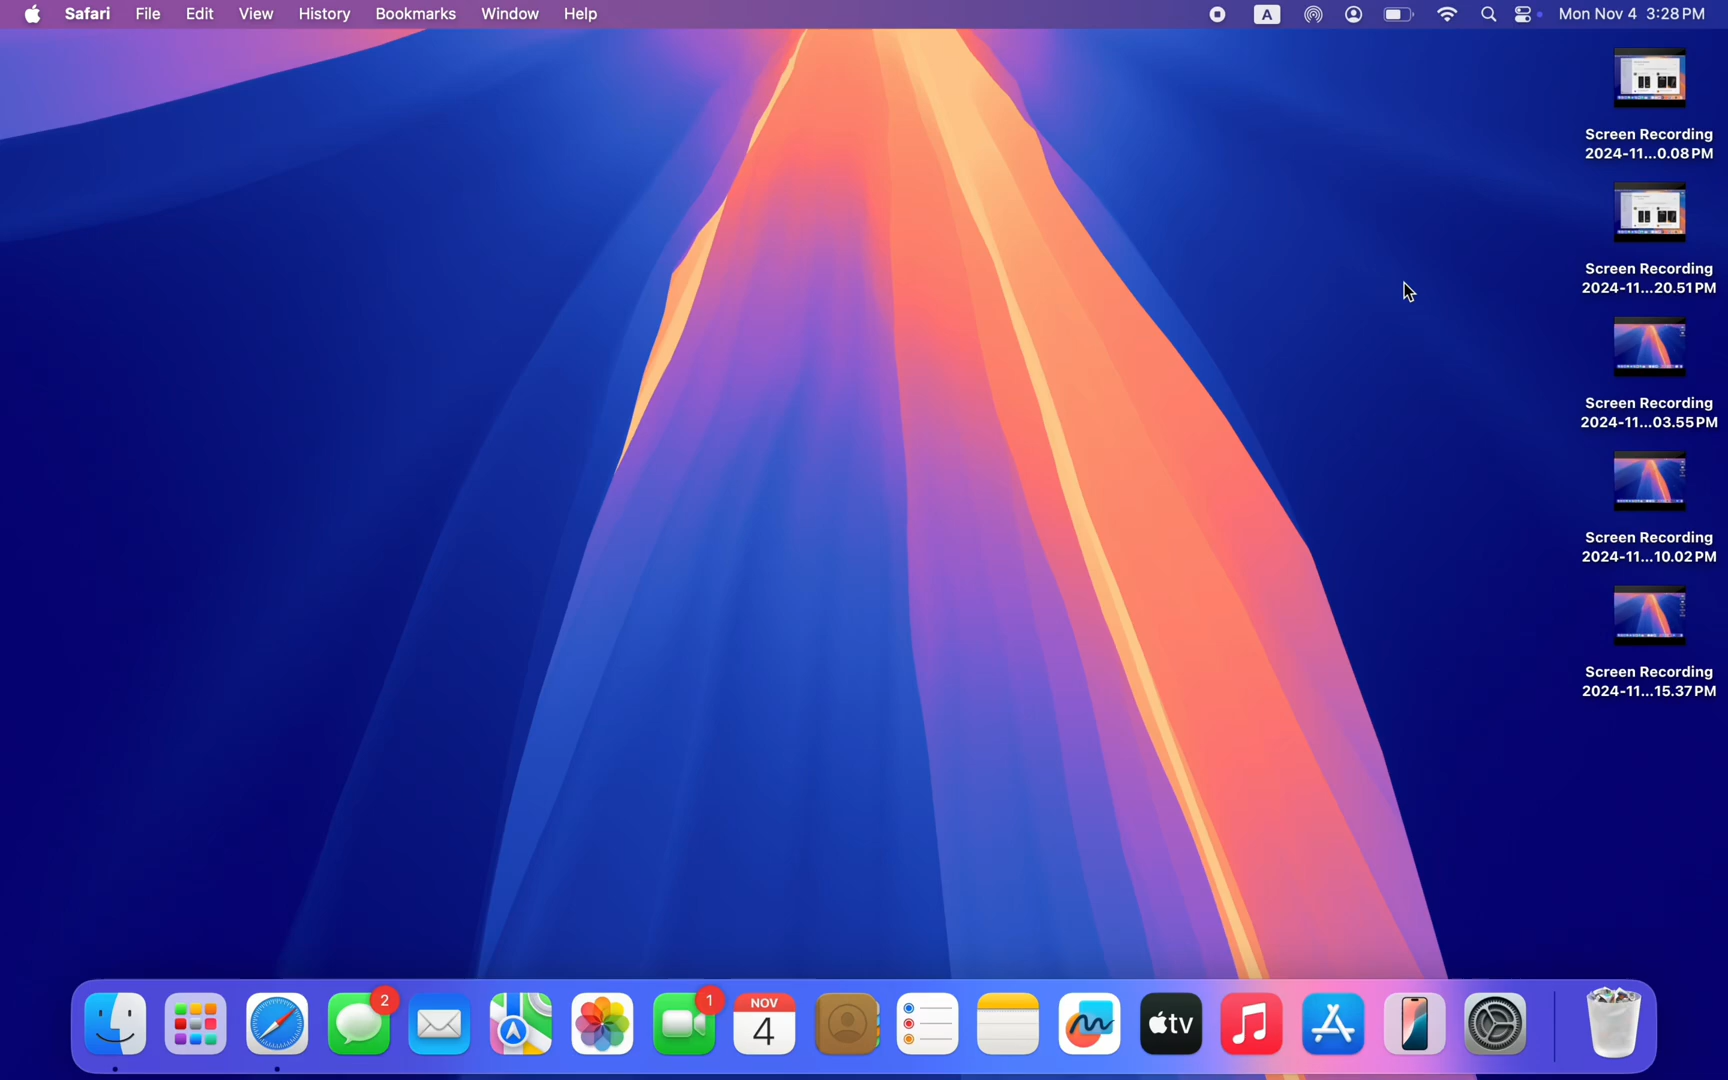 Safari File Edit View History Bookmarks Window Help A Mon Nov 4 3:28 PM
Screen Recording
2024-11...0.08 PM
Screen Recording
2024-11...20.51 PM
Screen Recording
2024-11...03.55 PM
Screen Recording
2024-11...10.02 PM
Screen Recording
2024-11...15.37 PM
2 1 NOV
4 tv